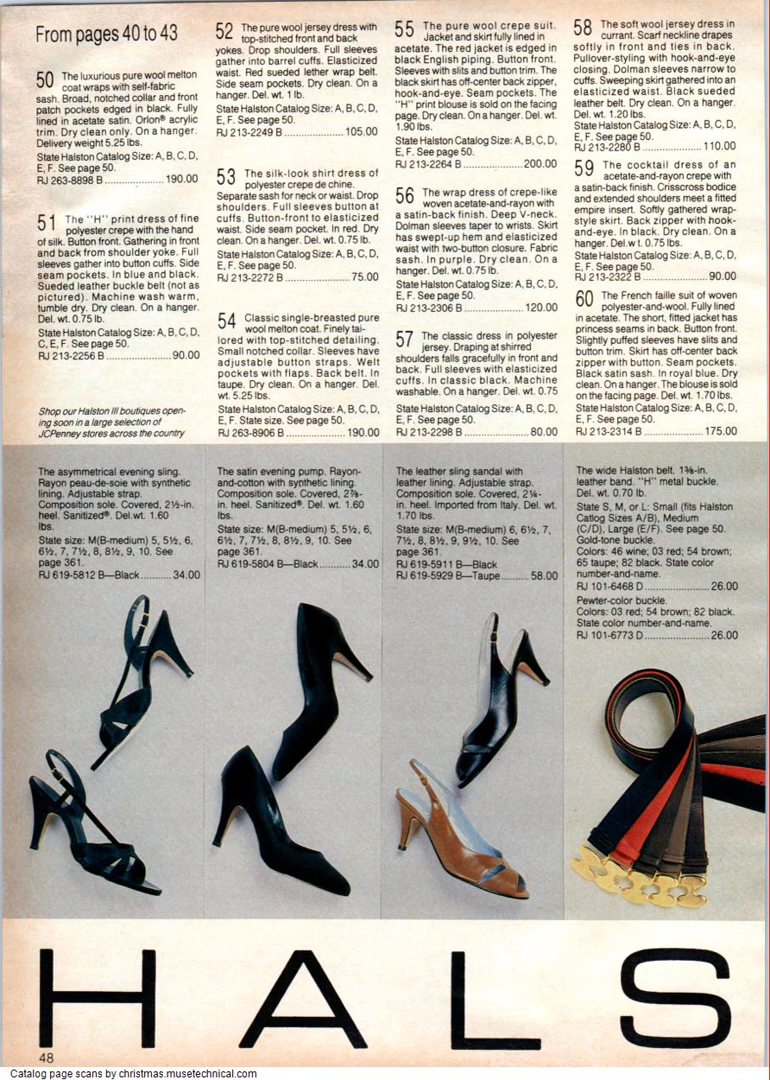 From pages 40 to 43
50 The luxurious pure wool melton
coat wraps with self-fabric
sash. Broad, notched collar and front
patch pockets edged in black. Fully
lined in acetate satin. Orlon® acrylic
trim. Dry clean only. On a hanger.
Delivery weight 5.25 lbs.
State Halston Catalog Size: A, B, C, D,
E, F. See page 50.
RJ 263-8898 B ..................... 190.00
51 The "H" print dress of fine
polyester crepe with the hand
of silk. Button front. Gathering in front
and back from shoulder yoke. Full
sleeves gather into button cuffs. Side
seam pockets. In blue and black.
Sueded leather buckle belt (not as
pictured). Machine wash warm,
tumble dry. Dry clean. On a hanger.
Del. wt. 0.75 lb.
State Halston Catalog Size: A, B, C, D,
C, E, F. See page 50.
RJ 213-2256 B ..................... 90.00
Shop our Halston III boutiques open-
ing soon in a large selection of
JCPenney stores across the country
52 The pure wool jersey dress with
top-stitched front and back
yokes. Drop shoulders. Full sleeves
gather into barrel cuffs. Elasticized
waist. Red sueded lether wrap belt.
Side seam pockets. Dry clean. On a
hanger. Del. wt. 1 lb.
State Halston Catalog Size: A, B, C, D,
E, F. See page 50.
RJ 213-2249 B ..................... 105.00
53 The silk-look shirt dress of
polyester crepe de chine.
Separate sash for neck or waist. Drop
shoulders. Full sleeves button at
cuffs. Button-front to elasticized
waist. Side seam pocket. In red. Dry
clean. On a hanger. Del. wt. 0.75 lb.
State Halston Catalog Size: A, B, C, D,
E, F. See page 50.
RJ 213-2272 B ..................... 75.00
54 Classic single-breasted pure
wool melton coat. Finely tai-
lored with top-stitched detailing.
Small notched collar. Sleeves have
adjustable button straps. Welt
pockets with flaps. Back belt. In
taupe. Dry clean. On a hanger. Del.
wt. 5.25 lbs.
State Halston Catalog Size: A, B, C, D,
E, F. State size. See page 50.
RJ 263-8906 B ..................... 190.00
55 The pure wool crepe suit.
Jacket and skirt fully lined in
acetate. The red jacket is edged in
black English piping. Button front.
Sleeves with slits and button trim. The
black skirt has off-center back zipper,
hook-and-eye. Seam pockets. The
"H" print blouse is sold on the facing
page. Dry clean. On a hanger. Del. wt.
1.90 lbs.
State Halston Catalog Size: A, B, C, D,
E, F. See page 50.
RJ 213-2264 B ..................... 200.00
56 The wrap dress of crepe-like
woven acetate-and-rayon with
a satin-back finish. Deep V-neck.
Dolman sleeves taper to wrists. Skirt
has swept-up hem and elasticized
waist with two-button closure. Fabric
sash. In purple. Dry clean. On a
hanger. Del. wt. 0.75 lb.
State Halston Catalog Size: A, B, C, D,
E, F. See page 50.
RJ 213-2306 B ..................... 120.00
57 The classic dress in polyester
jersey. Draping at shirred
shoulders falls gracefully in front and
back. Full sleeves with elasticized
cuffs. In classic black. Machine
washable. On a hanger. Del. wt. 0.75
State Halston Catalog Size: A, B, C, D,
E, F. See page 50.
RJ 213-2298 B ..................... 80.00
58 The soft wool jersey dress in
currant. Scarf neckline drapes
softly in front and ties in back.
Pullover-styling with hook-and-eye
closing. Dolman sleeves narrow to
cuffs. Sweeping skirt gathered into an
elasticized waist. Black sueded
leather belt. Dry clean. On a hanger.
Del. wt. 1.20 lbs.
State Halston Catalog Size: A, B, C, D,
E, F. See page 50.
RJ 213-2280 B ..................... 110.00
59 The cocktail dress of an
acetate-and-rayon crepe with
a satin-back finish. Crisscross bodice
and extended shoulders meet a fitted
empire insert. Softly gathered wrap-
style skirt. Back zipper with hook-
and-eye. In black. Dry clean. On a
hanger. Del.w t. 0.75 lbs.
State Halston Catalog Size: A, B, C, D,
E, F. See page 50.
RJ 213-2322 B ..................... 90.00
60 The French faille suit of woven
polyester-and-wool. Fully lined
in acetate. The short, fitted jacket has
princess seams in back. Button front.
Slightly puffed sleeves have slits and
button trim. Skirt has off-center back
zipper with button. Seam pockets.
Black satin sash. In royal blue. Dry
clean. On a hanger. The blouse is sold
on the facing page. Del. wt. 1.70 lbs.
State Halston Catalog Size: A, B, C, D,
E, F. See page 50.
RJ 213-2314 B ..................... 175.00
The asymmetrical evening sling.
Rayon peau-de-soie with synthetic
lining. Adjustable strap.
Composition sole. Covered, 2½-in.
heel. Sanitized®. Del.wt. 1.60
lbs.
State size: M(B-medium) 5, 5½, 6,
6½, 7, 7½, 8, 8½, 9, 10. See
page 361.
RJ 619-5812 B—Black........... 34.00
The satin evening pump. Rayon-
and-cotton with synthetic lining.
Composition sole. Covered, 2⅞-
in. heel. Sanitized®. Del. wt. 1.60
lbs.
State size: M(B-medium) 5, 5½, 6,
6½, 7, 7½, 8, 8½, 9, 10. See
page 361.
RJ 619-5804 B—Black........... 34.00
The leather sling sandal with
leather lining. Adjustable strap.
Composition sole. Covered, 2¼-
in. heel. Imported from Italy. Del. wt.
1.70 lbs.
State size: M(B-medium) 6, 6½, 7,
7½, 8, 8½, 9, 9½, 10. See
page 361.
RJ 619-5911 B—Black
RJ 619-5929 B—Taupe.......... 58.00
The wide Halston belt. 1⅜-in.
leather band. "H" metal buckle.
Del. wt. 0.70 lb.
State S, M, or L: Small (fits Halston
Catlog Sizes A/B), Medium
(C/D), Large (E/F). See page 50.
Gold-tone buckle.
Colors: 46 wine; 03 red; 54 brown;
65 taupe; 82 black. State color
number-and-name.
RJ 101-6468 D ..................... 26.00
Pewter-color buckle.
Colors: 03 red; 54 brown; 82 black.
State color number-and-name.
RJ 101-6773 D ..................... 26.00
HALS
48
Catalog page scans by christmas.musetechnical.com